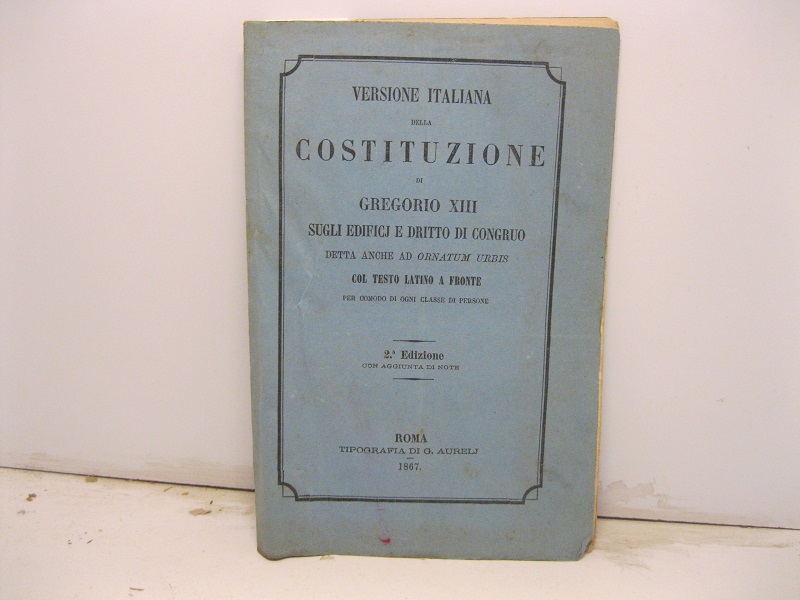 VERSIONE ITALIANA
DELLA
COSTITUZIONE
DI
GREGORIO XIII
SUGLI EDIFICJ E DRITTO DI CONGRUO
DETTA ANCHE AD ORNATUM URBIS
COL TESTO LATINO A FRONTE
PER COMODO DI OGNI CLASSE DI PERSONE
2.ª Edizione
CON AGGIUNTA DI NOTE
ROMA
TIPOGRAFIA DI G. AURELJ
1867.